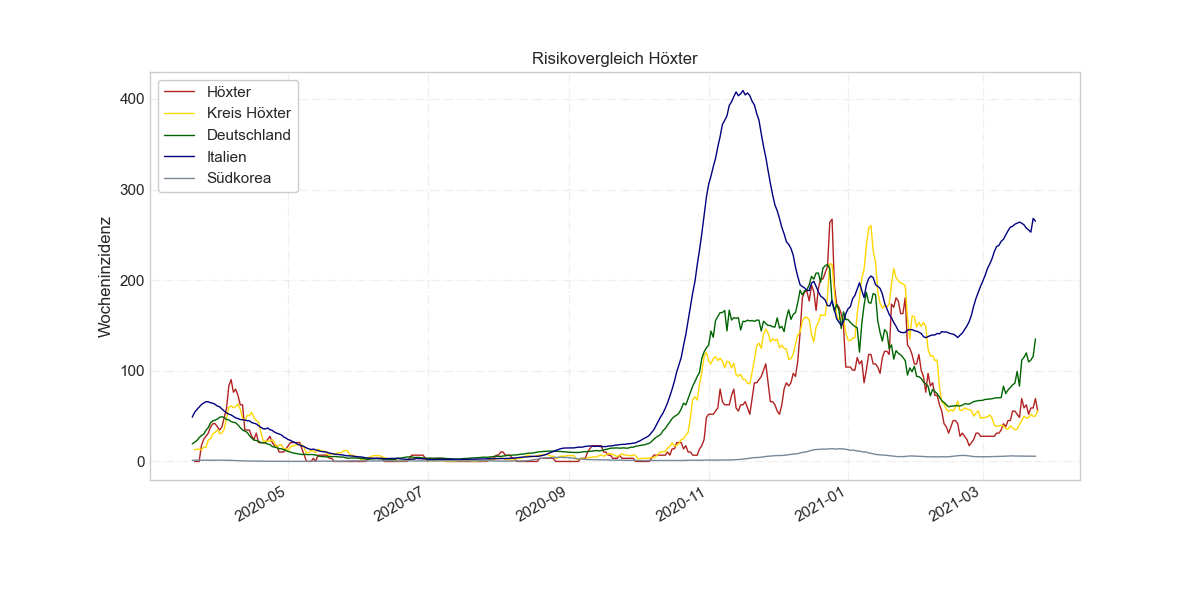 Risikovergleich Höxter
Höxter
Kreis Höxter
Deutschland
Italien
Südkorea
Wocheninzidenz
400
300
200
100
0
2020-05
2020-07
2020-09
2020-11
2021-01
2021-03